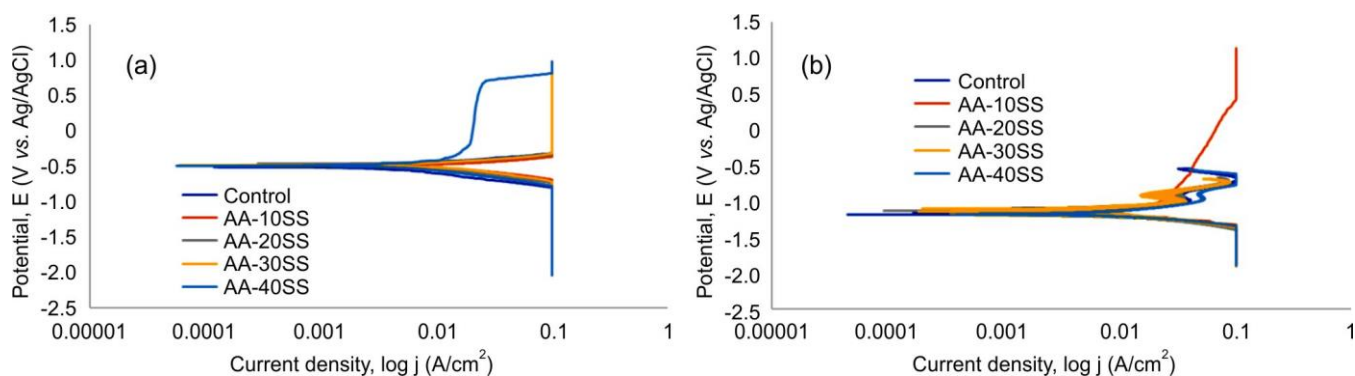 (a)
Potential, E (V vs. Ag/AgCl)
1.5
1.0
0.5
0
-0.5
-1.0
-1.5
-2.0
-2.5
Control
AA-10SS
AA-20SS
AA-30SS
AA-40SS
0.00001
0.0001
0.001
0.01
0.1
1
Current density, log j (A/cm2)
(b)
Potential, E (V vs. Ag/AgCl)
1.5
1.0
0.5
0
-0.5
-1.0
-1.5
-2.0
-2.5
Control
AA-10SS
AA-20SS
AA-30SS
AA-40SS
0.00001
0.0001
0.001
0.01
0.1
1
Current density, log j (A/cm2)